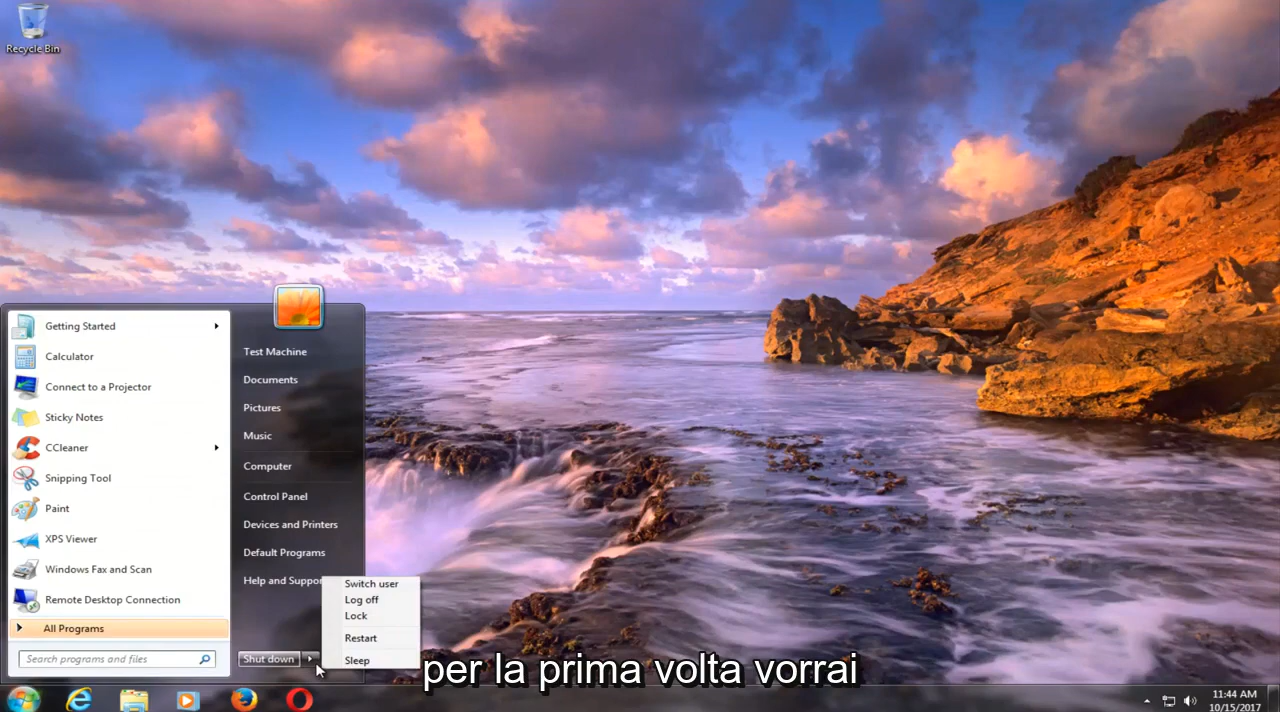 Recycle Bin
Getting Started
Calculator
Connect to a Projector
Sticky Notes
CCleaner
Snipping Tool
Paint
XPS Viewer
Windows Fax and Scan
Remote Desktop Connection
All Programs
Search programs and files
Test Machine
Documents
Pictures
Music
Computer
Control Panel
Devices and Printers
Default Programs
Help and Suppor
Shut down
Switch user
Log off
Lock
Restart
Sleep
per la prima volta vorrai
11:44 AM
10/15/2017